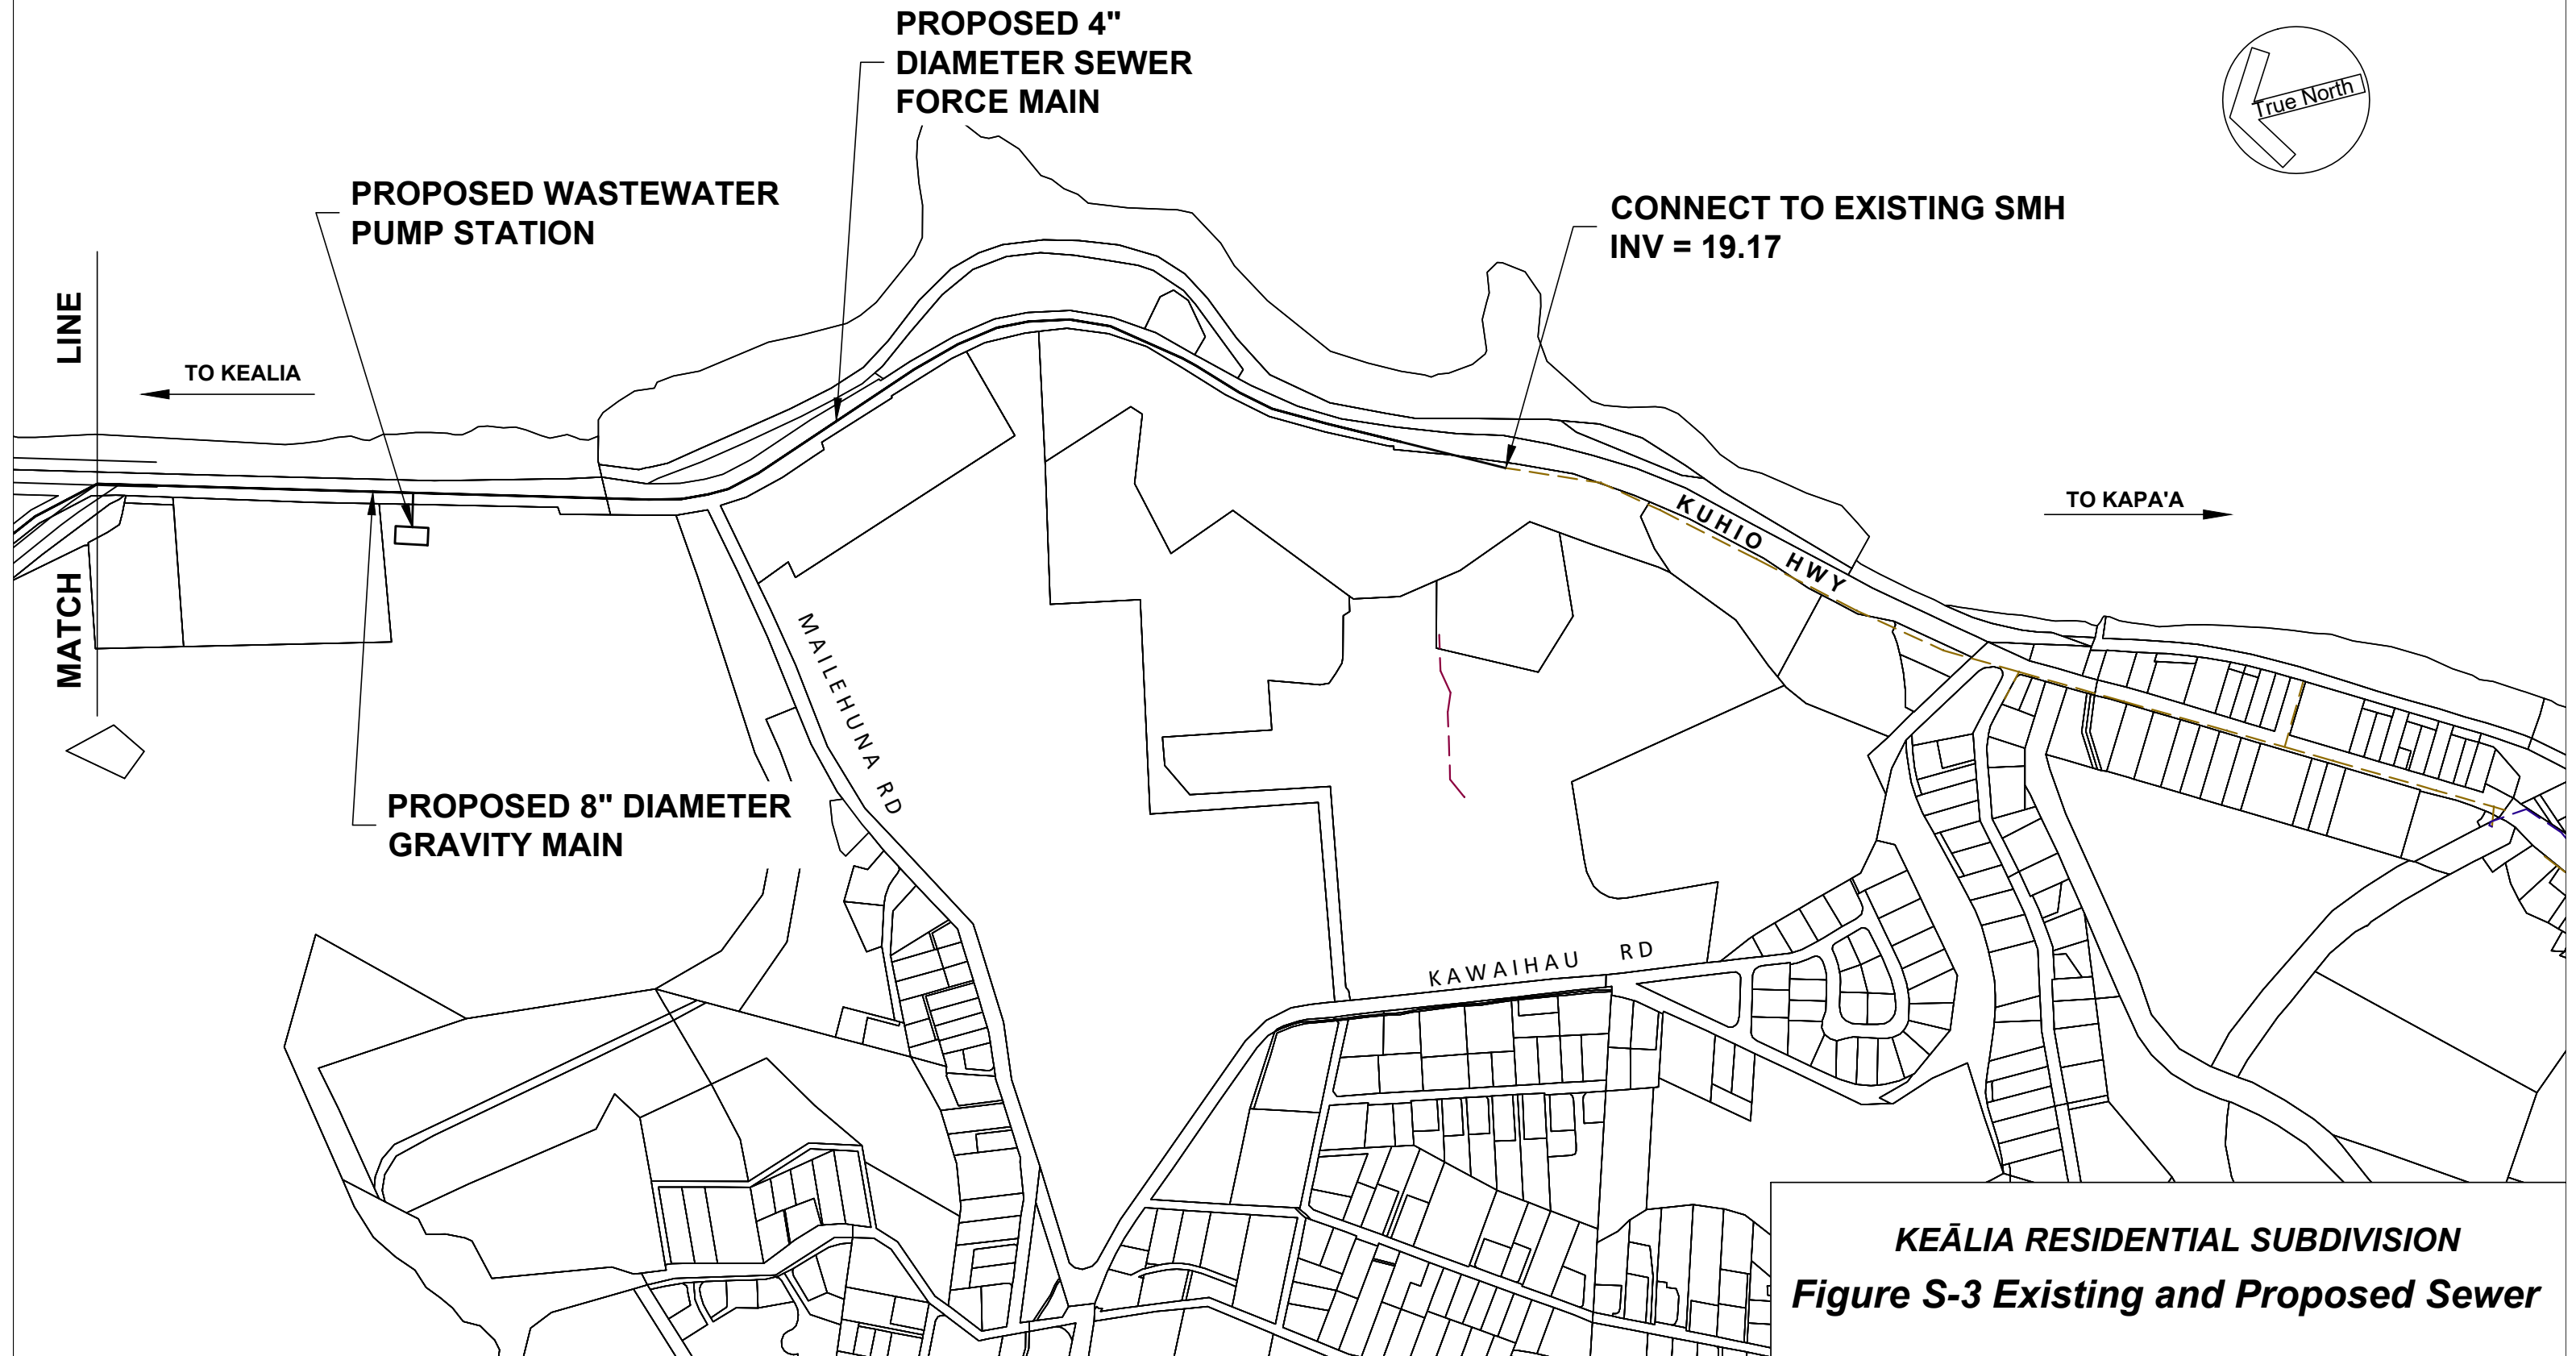 PROPOSED 4"
DIAMETER SEWER
FORCE MAIN
True North
PROPOSED WASTEWATER
PUMP STATION
CONNECT TO EXISTING SMH
INV = 19.17
MATCH LINE
TO KEALIA
TO KAPA'A
KUHIO HWY
MAILEHUNA RD
PROPOSED 8" DIAMETER
GRAVITY MAIN
KAWAIHAU RD
KEĀLIA RESIDENTIAL SUBDIVISION
Figure S-3 Existing and Proposed Sewer